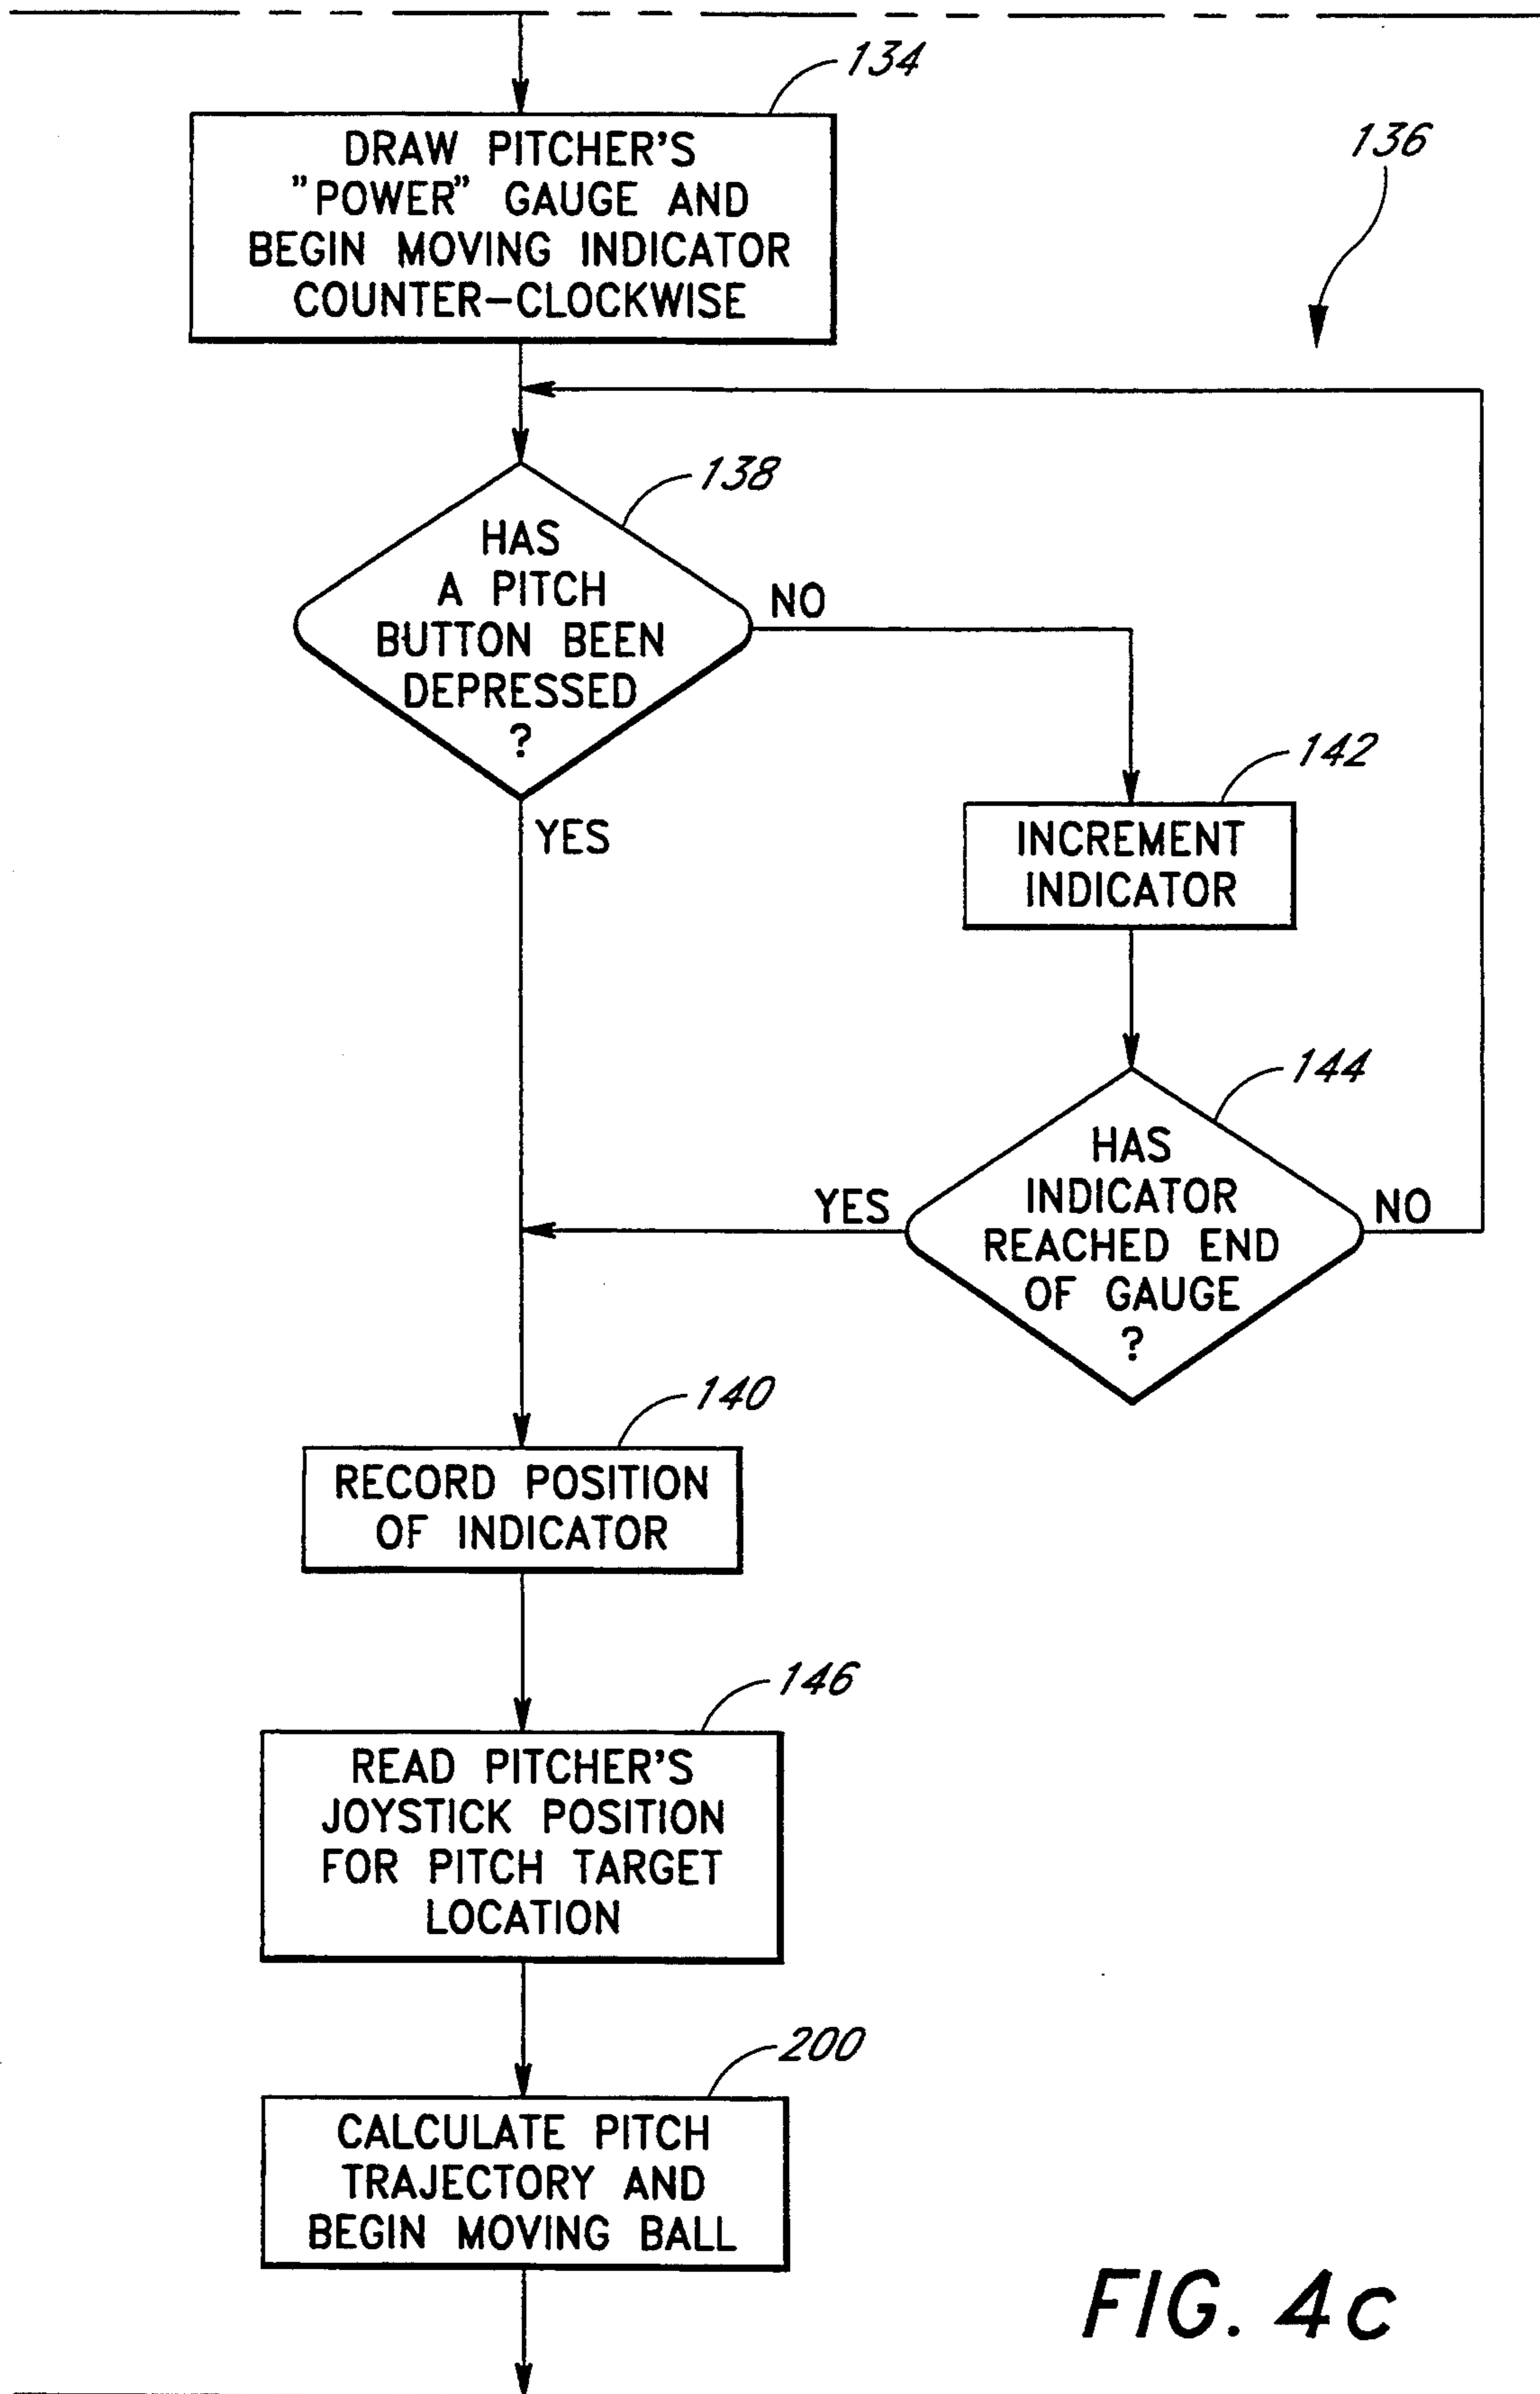 134
DRAW PITCHER'S
"POWER" GAUGE AND
BEGIN MOVING INDICATOR
COUNTER-CLOCKWISE
136
138
HAS
A PITCH
BUTTON BEEN
DEPRESSED
?
NO
YES
142
INCREMENT
INDICATOR
144
HAS
INDICATOR
REACHED END
OF GAUGE
?
YES
NO
140
RECORD POSITION
OF INDICATOR
146
READ PITCHER'S
JOYSTICK POSITION
FOR PITCH TARGET
LOCATION
200
CALCULATE PITCH
TRAJECTORY AND
BEGIN MOVING BALL
FIG. 4c